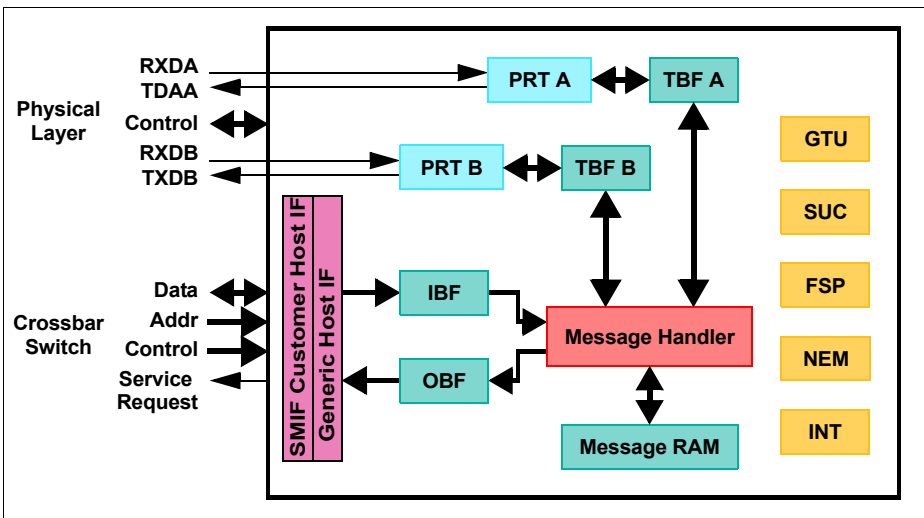 RXDA
TDAA
Physical
Layer
Control
RXDB
TXDB
PRT A
TBF A
PRT B
TBF B
GTU
SUC
FSP
NEM
INT
SMIF Customer Host IF
Generic Host IF
Data
Addr
Crossbar
Switch
Control
Service
Request
IBF
OBF
Message Handler
Message RAM